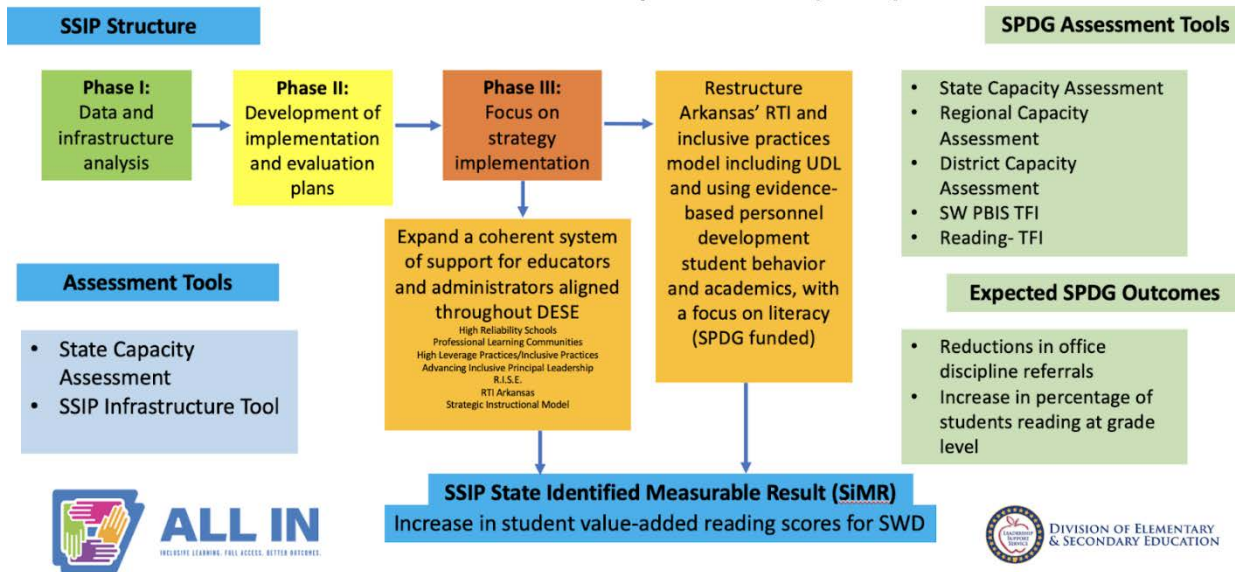 SSIP Structure
SPDG Assessment Tools
Phase I:
Data and
infrastructure
analysis
Phase II:
Development of
implementation
and evaluation
plans
Phase III:
Focus on
strategy
implementation
Restructure
Arkansas’ RTI and
inclusive practices
model including UDL
and using evidence-
based personnel
development
student behavior
and academics, with
a focus on literacy
(SPDG funded)
• State Capacity Assessment
• Regional Capacity
Assessment
• District Capacity
Assessment
• SW PBIS TFI
• Reading- TFI
Expand a coherent system
of support for educators
and administrators aligned
throughout DESE
High Reliability Schools
Professional Learning Communities
High Leverage Practices/Inclusive Practices
Advancing Inclusive Principal Leadership
R.I.S.E.
RTI Arkansas
Strategic Instructional Model
Assessment Tools
• State Capacity
Assessment
• SSIP Infrastructure Tool
Expected SPDG Outcomes
• Reductions in office
discipline referrals
• Increase in percentage of
students reading at grade
level
SSIP State Identified Measurable Result (SiMR)
Increase in student value-added reading scores for SWD
ALL IN
INCLUSIVE LEARNING. FULL ACCESS. BETTER OUTCOMES.
LEADERSHIP
SUPPORT
SERVICE
DIVISION OF ELEMENTARY
& SECONDARY EDUCATION